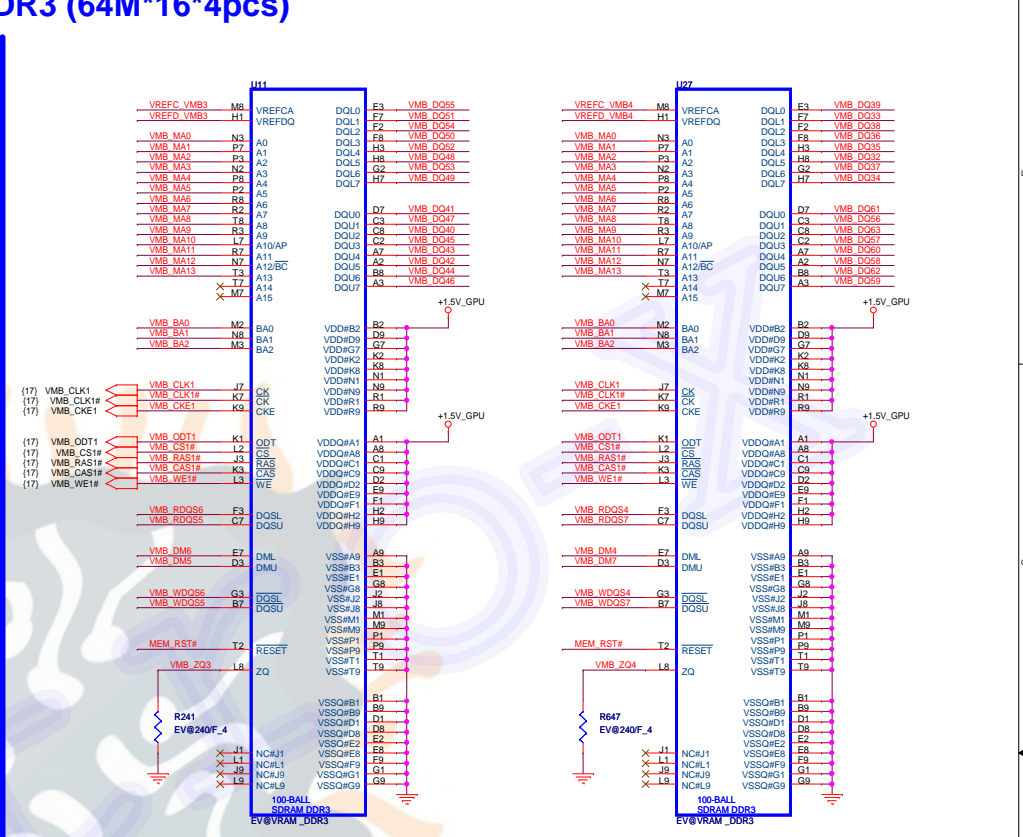 DR3 (64M*16*4pcs)
U11
VREFC_VMB3 M8 VREFCA DQL0 E3 VMB_DQ55
VREFD_VMB3 H1 VREFDQ DQL1 F7 VMB_DQ51
DQL2 F2 VMB_DQ54
VMB_MA0 N3 A0 DQL3 F8 VMB_DQ50
VMB_MA1 P7 A1 DQL4 H3 VMB_DQ52
VMB_MA2 P3 A2 DQL5 H8 VMB_DQ48
VMB_MA3 N2 A3 DQL6 G2 VMB_DQ53
VMB_MA4 P8 A4 DQL7 H7 VMB_DQ49
VMB_MA5 P2 A5
VMB_MA6 R8 A6
VMB_MA7 R2 A7 DQU0 D7 VMB_DQ41
VMB_MA8 T8 A8 DQU1 C3 VMB_DQ47
VMB_MA9 R3 A9 DQU2 C8 VMB_DQ40
VMB_MA10 L7 A10/AP DQU3 C2 VMB_DQ45
VMB_MA11 R7 A11 DQU4 A7 VMB_DQ43
VMB_MA12 N7 A12/BC DQU5 A2 VMB_DQ42
VMB_MA13 T3 A13 DQU6 B8 VMB_DQ44
T7 A14 DQU7 A3 VMB_DQ46
M7 A15
+1.5V_GPU
VMB_BA0 M2 BA0 VDD#B2 B2
VMB_BA1 N8 BA1 VDD#D9 D9
VMB_BA2 M3 BA2 VDD#G7 G7
VDD#K2 K2
VDD#K8 K8
VDD#N1 N1
{17} VMB_CLK1 VMB_CLK1 J7 CK VDD#N9 N9
{17} VMB_CLK1# VMB_CLK1# K7 CK VDD#R1 R1
{17} VMB_CKE1 VMB_CKE1 K9 CKE VDD#R9 R9
+1.5V_GPU
{17} VMB_ODT1 VMB_ODT1 K1 ODT VDDQ#A1 A1
{17} VMB_CS1# VMB_CS1# L2 CS VDDQ#A8 A8
{17} VMB_RAS1# VMB_RAS1# J3 RAS VDDQ#C1 C1
{17} VMB_CAS1# VMB_CAS1# K3 CAS VDDQ#C9 C9
{17} VMB_WE1# VMB_WE1# L3 WE VDDQ#D2 D2
VDDQ#E9 E9
VDDQ#F1 F1
VMB_RDQS6 F3 DQSL VDDQ#H2 H2
VMB_RDQS5 C7 DQSU VDDQ#H9 H9
VMB_DM6 E7 DML VSS#A9 A9
VMB_DM5 D3 DMU VSS#B3 B3
VSS#E1 E1
VSS#G8 G8
VMB_WDQS6 G3 DQSL VSS#J2 J2
VMB_WDQS5 B7 DQSU VSS#J8 J8
VSS#M1 M1
VSS#M9 M9
VSS#P1 P1
MEM_RST# T2 RESET VSS#P9 P9
VSS#T1 T1
VMB_ZQ3 L8 ZQ VSS#T9 T9
VSSQ#B1 B1
VSSQ#B9 B9
R241 VSSQ#D1 D1
EV@240/F_4 VSSQ#D8 D8
VSSQ#E2 E2
J1 NC#J1 VSSQ#E8 E8
L1 NC#L1 VSSQ#F9 F9
J9 NC#J9 VSSQ#G1 G1
L9 NC#L9 VSSQ#G9 G9
100-BALL
SDRAM DDR3
EV@VRAM _DDR3
U27
VREFC_VMB4 M8 VREFCA DQL0 E3 VMB_DQ39
VREFD_VMB4 H1 VREFDQ DQL1 F7 VMB_DQ33
DQL2 F2 VMB_DQ38
VMB_MA0 N3 A0 DQL3 F8 VMB_DQ36
VMB_MA1 P7 A1 DQL4 H3 VMB_DQ35
VMB_MA2 P3 A2 DQL5 H8 VMB_DQ32
VMB_MA3 N2 A3 DQL6 G2 VMB_DQ37
VMB_MA4 P8 A4 DQL7 H7 VMB_DQ34
VMB_MA5 P2 A5
VMB_MA6 R8 A6
VMB_MA7 R2 A7 DQU0 D7 VMB_DQ61
VMB_MA8 T8 A8 DQU1 C3 VMB_DQ56
VMB_MA9 R3 A9 DQU2 C8 VMB_DQ63
VMB_MA10 L7 A10/AP DQU3 C2 VMB_DQ57
VMB_MA11 R7 A11 DQU4 A7 VMB_DQ60
VMB_MA12 N7 A12/BC DQU5 A2 VMB_DQ58
VMB_MA13 T3 A13 DQU6 B8 VMB_DQ62
T7 A14 DQU7 A3 VMB_DQ59
M7 A15
+1.5V_GPU
VMB_BA0 M2 BA0 VDD#B2 B2
VMB_BA1 N8 BA1 VDD#D9 D9
VMB_BA2 M3 BA2 VDD#G7 G7
VDD#K2 K2
VDD#K8 K8
VDD#N1 N1
VMB_CLK1 J7 CK VDD#N9 N9
VMB_CLK1# K7 CK VDD#R1 R1
VMB_CKE1 K9 CKE VDD#R9 R9
+1.5V_GPU
VMB_ODT1 K1 ODT VDDQ#A1 A1
VMB_CS1# L2 CS VDDQ#A8 A8
VMB_RAS1# J3 RAS VDDQ#C1 C1
VMB_CAS1# K3 CAS VDDQ#C9 C9
VMB_WE1# L3 WE VDDQ#D2 D2
VDDQ#E9 E9
VDDQ#F1 F1
VMB_RDQS4 F3 DQSL VDDQ#H2 H2
VMB_RDQS7 C7 DQSU VDDQ#H9 H9
VMB_DM4 E7 DML VSS#A9 A9
VMB_DM7 D3 DMU VSS#B3 B3
VSS#E1 E1
VSS#G8 G8
VMB_WDQS4 G3 DQSL VSS#J2 J2
VMB_WDQS7 B7 DQSU VSS#J8 J8
VSS#M1 M1
VSS#M9 M9
VSS#P1 P1
MEM_RST# T2 RESET VSS#P9 P9
VSS#T1 T1
VMB_ZQ4 L8 ZQ VSS#T9 T9
VSSQ#B1 B1
VSSQ#B9 B9
R647 VSSQ#D1 D1
EV@240/F_4 VSSQ#D8 D8
VSSQ#E2 E2
J1 NC#J1 VSSQ#E8 E8
L1 NC#L1 VSSQ#F9 F9
J9 NC#J9 VSSQ#G1 G1
L9 NC#L9 VSSQ#G9 G9
100-BALL
SDRAM DDR3
EV@VRAM _DDR3